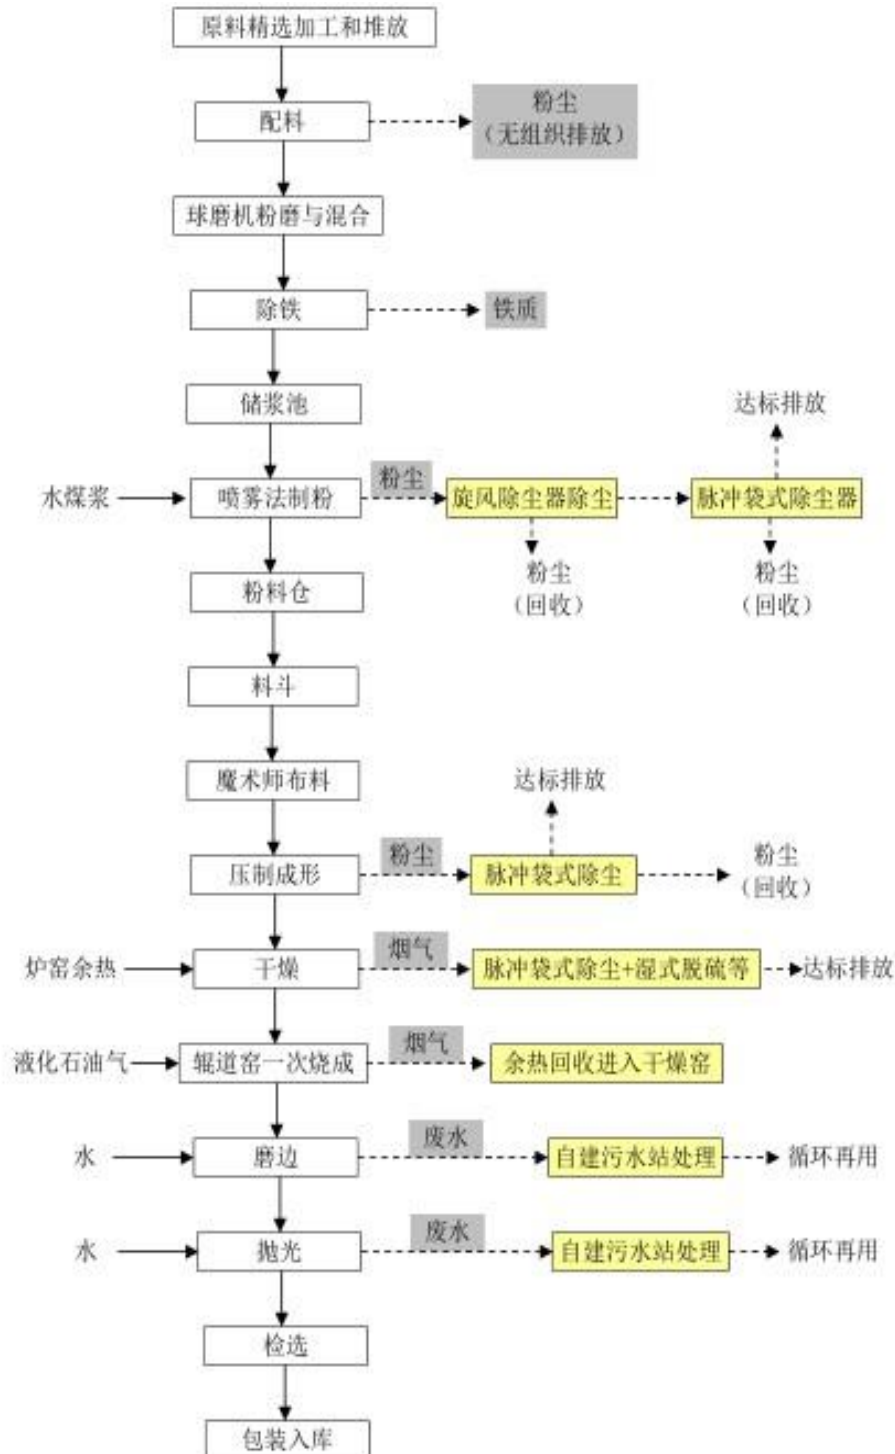 原料精选加工和堆放
配料
粉尘
（无组织排放）
球磨机粉磨与混合
除铁
铁质
储浆池
达标排放
水煤浆
喷雾法制粉
粉尘
旋风除尘器除尘
脉冲袋式除尘器
粉尘
（回收）
粉尘
（回收）
粉料仓
料斗
魔术师布料
达标排放
压制成形
粉尘
脉冲袋式除尘
粉尘
（回收）
炉窑余热
干燥
烟气
脉冲袋式除尘+湿式脱硫等
达标排放
液化石油气
辊道窑一次烧成
烟气
余热回收进入干燥窑
水
磨边
废水
自建污水站处理
循环再用
水
抛光
废水
自建污水站处理
循环再用
检选
包装入库